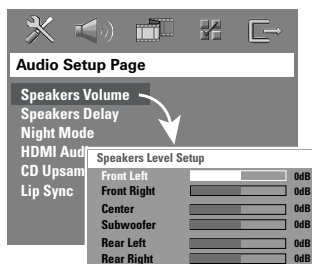 Audio Setup Page
Speakers Volume
Speakers Delay
Night Mode
HDMI Aud
CD Upsam
Lip Sync
Speakers Level Setup
Front Left 0dB
Front Right 0dB
Center 0dB
Subwoofer 0dB
Rear Left 0dB
Rear Right 0dB